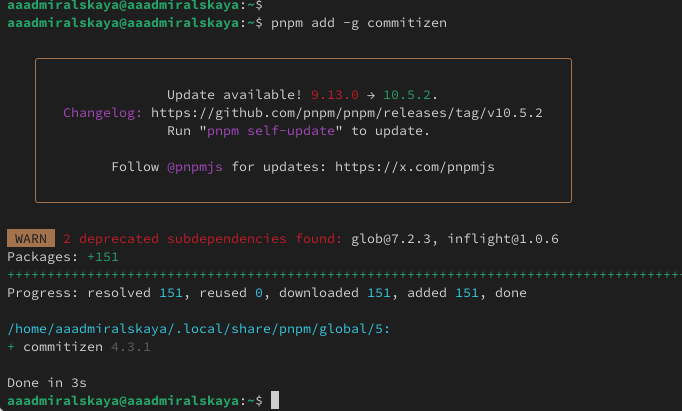 aaadmiralskaya@aaadmiralskaya:~$
aaadmiralskaya@aaadmiralskaya:~$ pnpm add -g commitizen
Update available! 9.13.0 → 10.5.2.
Changelog: https://github.com/pnpm/pnpm/releases/tag/v10.5.2
Run "pnpm self-update" to update.
Follow @pnpmjs for updates: https://x.com/pnpmjs
WARN 2 deprecated subdependencies found: glob@7.2.3, inflight@1.0.6
Packages: +151
+++++++++++++++++++++++++++++++++++++++++++++++++++++++++++++++++++++++++++++++++++++
Progress: resolved 151, reused 0, downloaded 151, added 151, done
/home/aaadmiralskaya/.local/share/pnpm/global/5:
+ commitizen 4.3.1
Done in 3s
aaadmiralskaya@aaadmiralskaya:~$